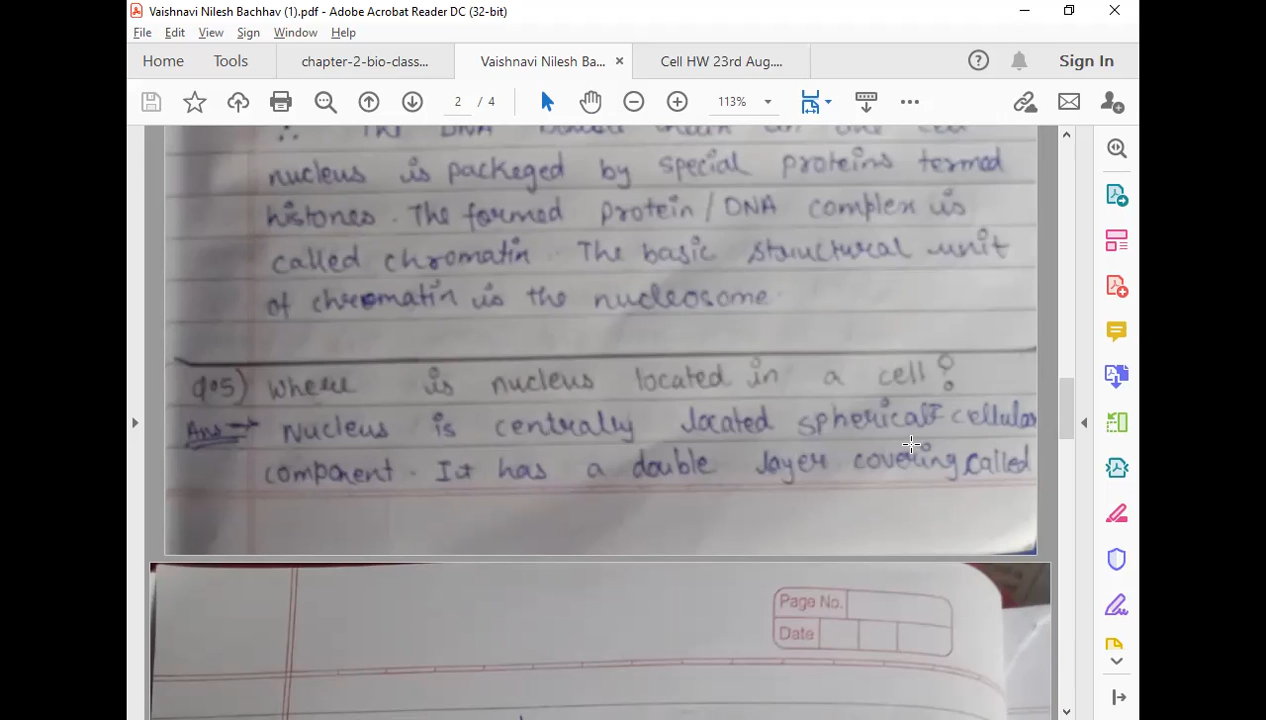 Vaishnavi Nilesh Bachhav (1).pdf - Adobe Acrobat Reader DC (32-bit)
File Edit View Sign Window Help
Home Tools chapter-2-bio-class... Vaishnavi Nilesh Ba... Cell HW 23rd Aug.... Sign In
2 / 4 113%
∴ The DNA
nucleus is packeged by special proteins termed
histones. The formed protein/DNA complex is
called chromatin. The basic structural unit
of chromatin is the nucleosome.
Q.5) Where is nucleus located in a cell?
Ans→ Nucleus is centrally located spherical cellular
component. It has a double layer covering called
Page No.
Date